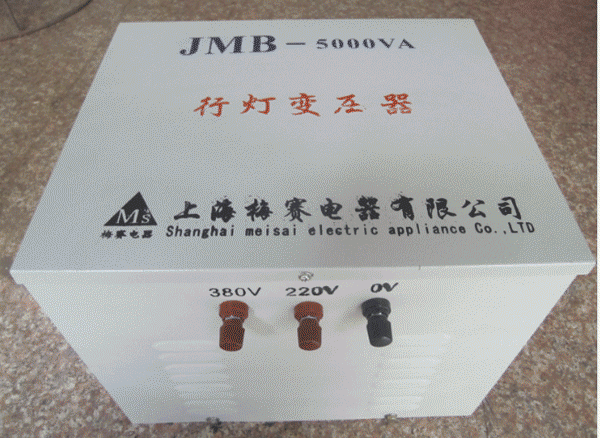 JMB－5000VA
行灯变压器
Ms
梅赛电器
上海梅赛电器有限公司
Shanghai meisai electric appliance Co.,LTD
380V 220V 0V